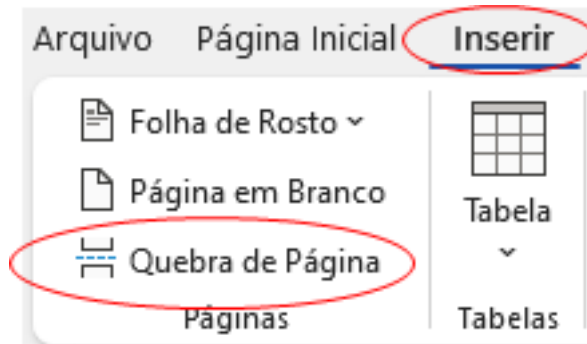 Arquivo Página Inicial Inserir
Folha de Rosto
Página em Branco
Quebra de Página
Páginas
Tabela
Tabelas